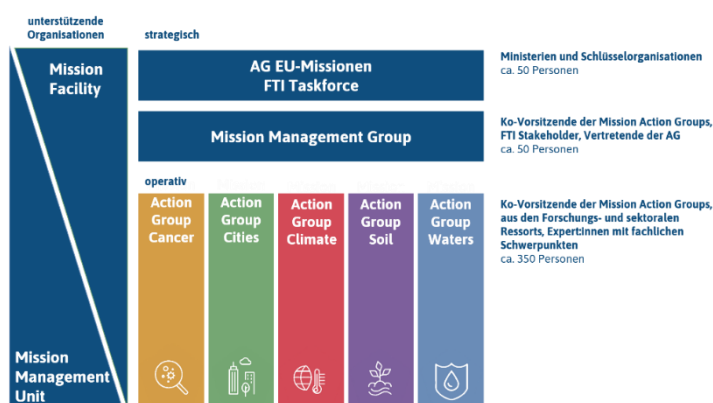 unterstützende
Organisationen
strategisch
Mission
Facility
AG EU-Missionen
FTI Taskforce
Ministerien und Schlüsselorganisationen
ca. 50 Personen
Mission Management Group
Ko-Vorsitzende der Mission Action Groups,
FTI Stakeholder, Vertretende der AG
ca. 50 Personen
operativ
Action
Group
Cancer
Action
Group
Cities
Action
Group
Climate
Action
Group
Soil
Action
Group
Waters
Ko-Vorsitzende der Mission Action Groups,
aus den Forschungs- und sektoralen
Ressorts, Expert:innen mit fachlichen
Schwerpunkten
ca. 350 Personen
Mission
Management
Unit